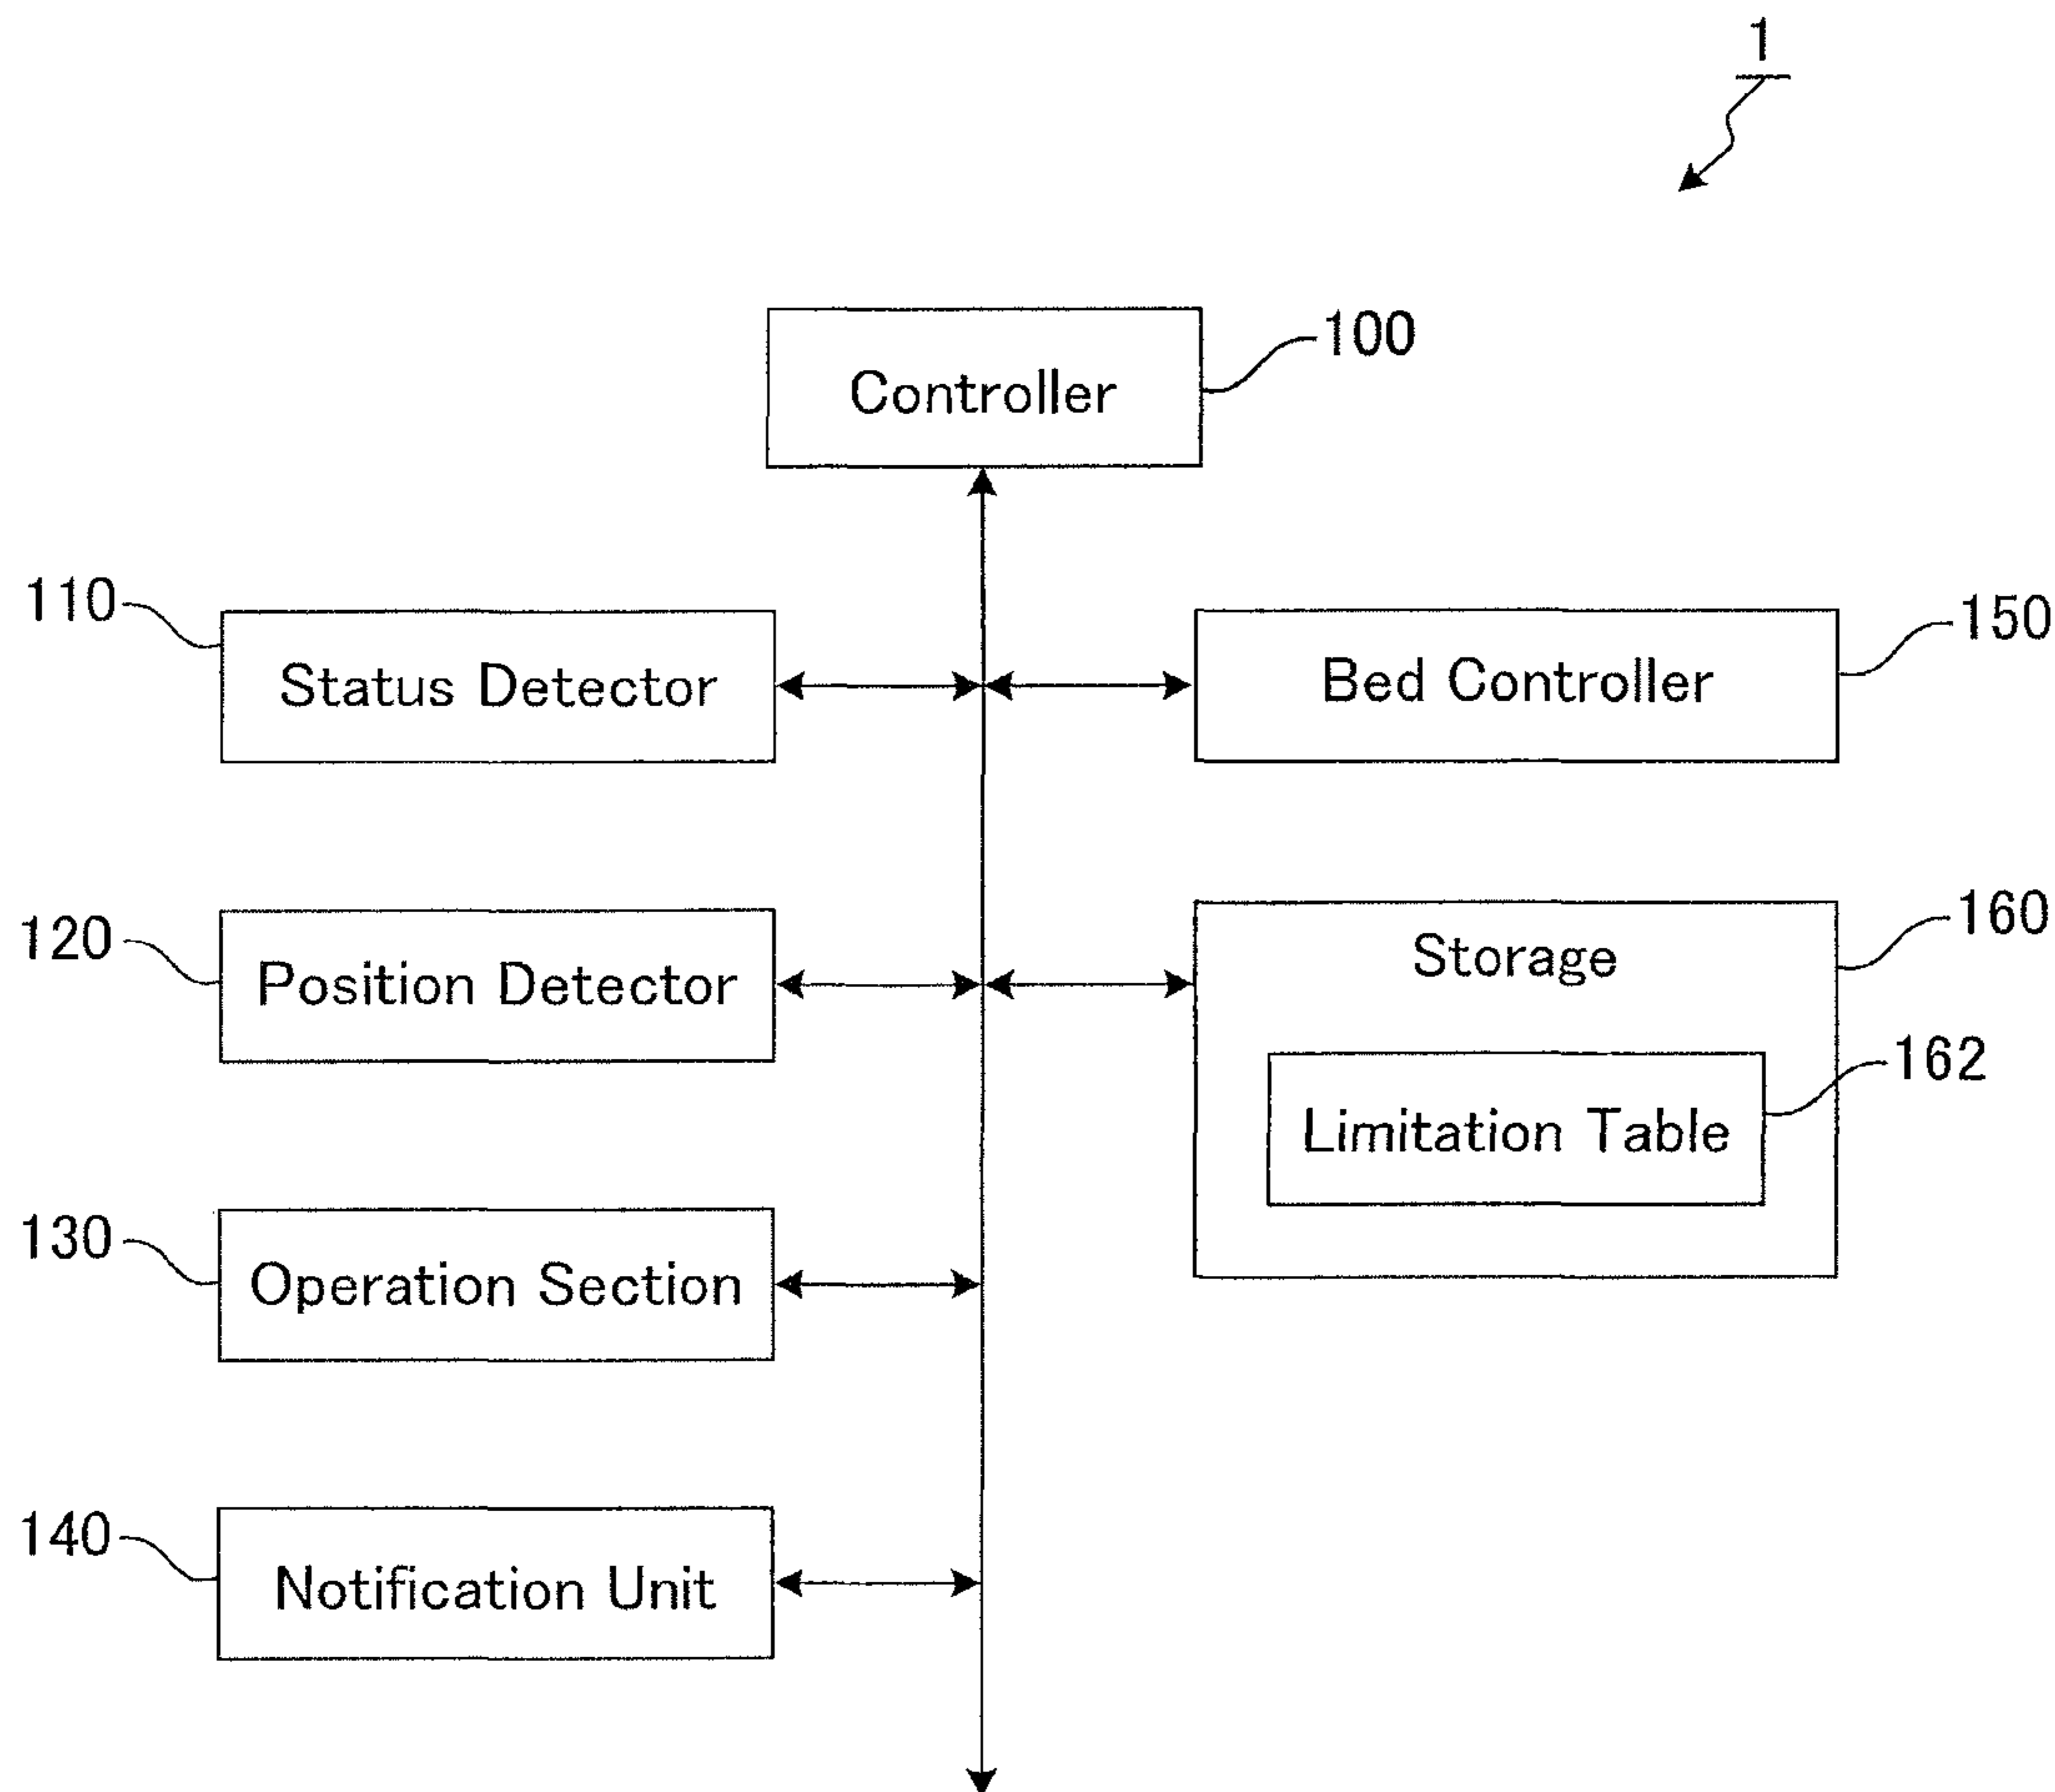 1
Controller
100
110
Status Detector
Bed Controller
150
120
Position Detector
Storage
160
Limitation Table
162
130
Operation Section
140
Notification Unit